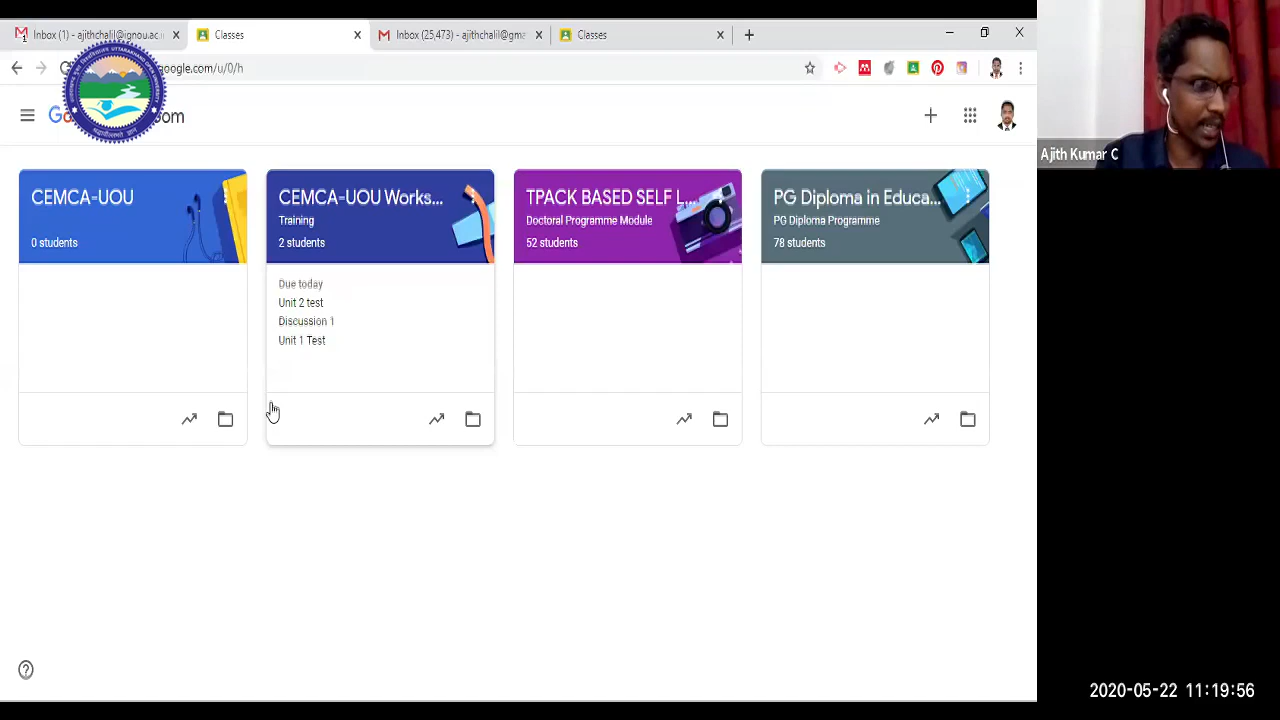 Inbox (1) - ajithchalil@ignou.ac.i
Classes
Inbox (25,473) - ajithchalil@gma
Classes
google.com/u/0/h
om
CEMCA-UOU
0 students
CEMCA-UOU Works...
Training
2 students
Due today
Unit 2 test
Discussion 1
Unit 1 Test
TPACK BASED SELF L...
Doctoral Programme Module
52 students
PG Diploma in Educa...
PG Diploma Programme
78 students
Ajith Kumar C
2020-05-22 11:19:56